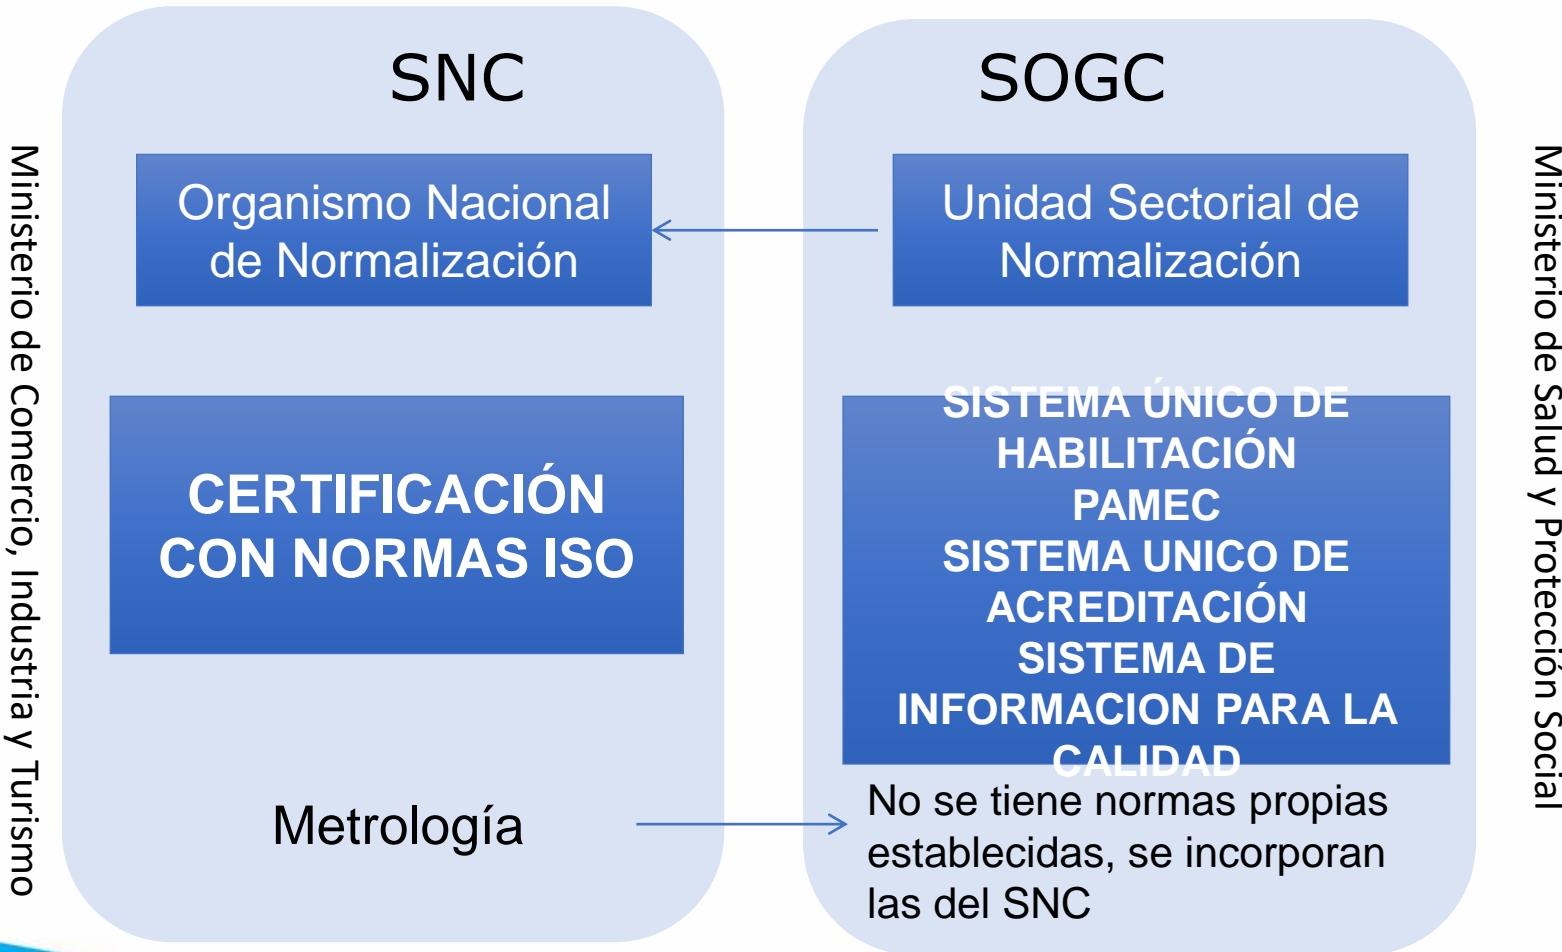 SNC
Organismo Nacional
de Normalización
CERTIFICACIÓN
CON NORMAS ISO
Metrología
Ministerio de Comercio, Industria y Turismo
SOGC
Unidad Sectorial de
Normalización
SISTEMA ÚNICO DE
HABILITACIÓN
PAMEC
SISTEMA UNICO DE
ACREDITACIÓN
SISTEMA DE
INFORMACION PARA LA
CALIDAD
No se tiene normas propias
establecidas, se incorporan
las del SNC
Ministerio de Salud y Protección Social